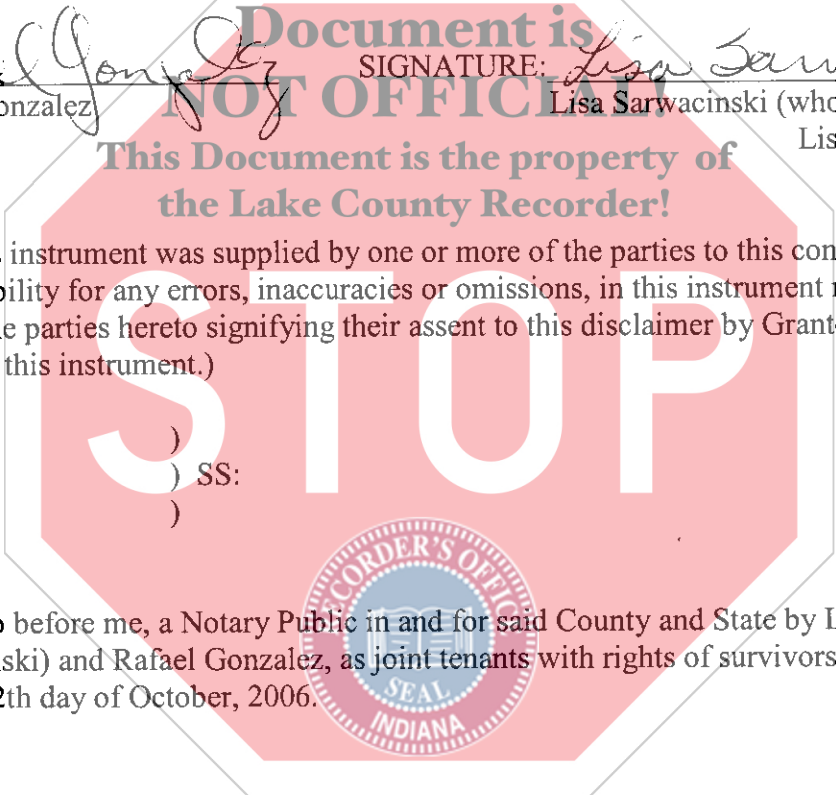 Document is
l Gonzalez SIGNATURE: Lisa Sarw
NOT OFFICIAL!
onzalez Lisa Sarwacinski (who
Lis
This Document is the property of
the Lake County Recorder!
instrument was supplied by one or more of the parties to this con
bility for any errors, inaccuracies or omissions, in this instrument
e parties hereto signifying their assent to this disclaimer by Grant
this instrument.)
STOP
)
) SS:
)
RECORDER'S OFFIC
before me, a Notary Public in and for said County and State by L
ski) and Rafael Gonzalez, as joint tenants with rights of survivors
SEAL
2th day of October, 2006.
INDIANA